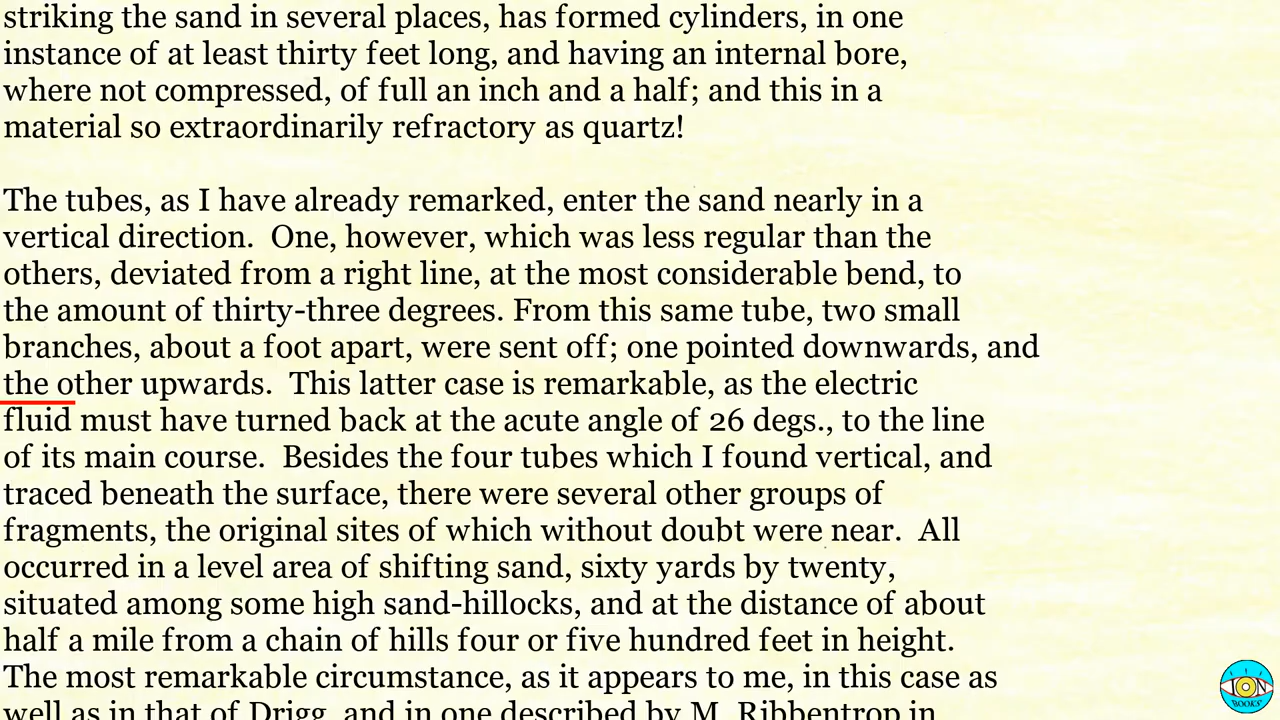 striking the sand in several places, has formed cylinders, in one
instance of at least thirty feet long, and having an internal bore,
where not compressed, of full an inch and a half; and this in a
material so extraordinarily refractory as quartz!
The tubes, as I have already remarked, enter the sand nearly in a
vertical direction.  One, however, which was less regular than the
others, deviated from a right line, at the most considerable bend, to
the amount of thirty-three degrees. From this same tube, two small
branches, about a foot apart, were sent off; one pointed downwards, and
the other upwards.  This latter case is remarkable, as the electric
fluid must have turned back at the acute angle of 26 degs., to the line
of its main course.  Besides the four tubes which I found vertical, and
traced beneath the surface, there were several other groups of
fragments, the original sites of which without doubt were near.  All
occurred in a level area of shifting sand, sixty yards by twenty,
situated among some high sand-hillocks, and at the distance of about
half a mile from a chain of hills four or five hundred feet in height.
The most remarkable circumstance, as it appears to me, in this case as
well as in that of Drigg, and in one described by M. Ribbentrop in
ION
BOOKS